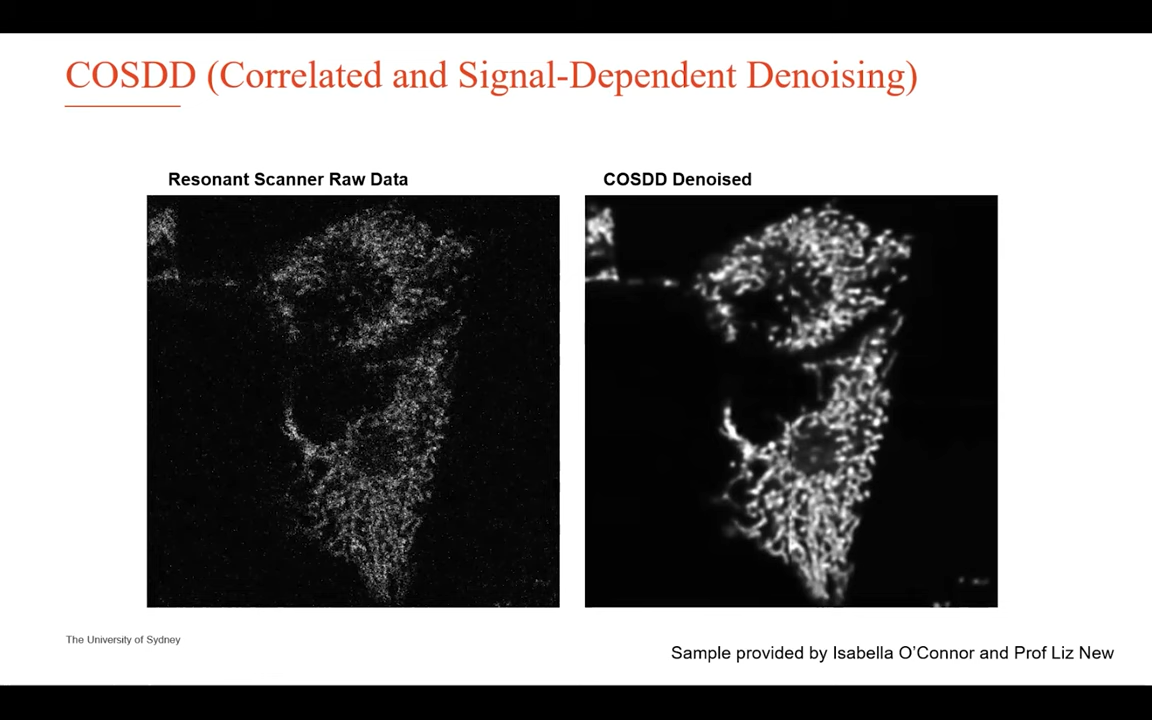 COSDD (Correlated and Signal-Dependent Denoising)
Resonant Scanner Raw Data
COSDD Denoised
The University of Sydney
Sample provided by Isabella O’Connor and Prof Liz New